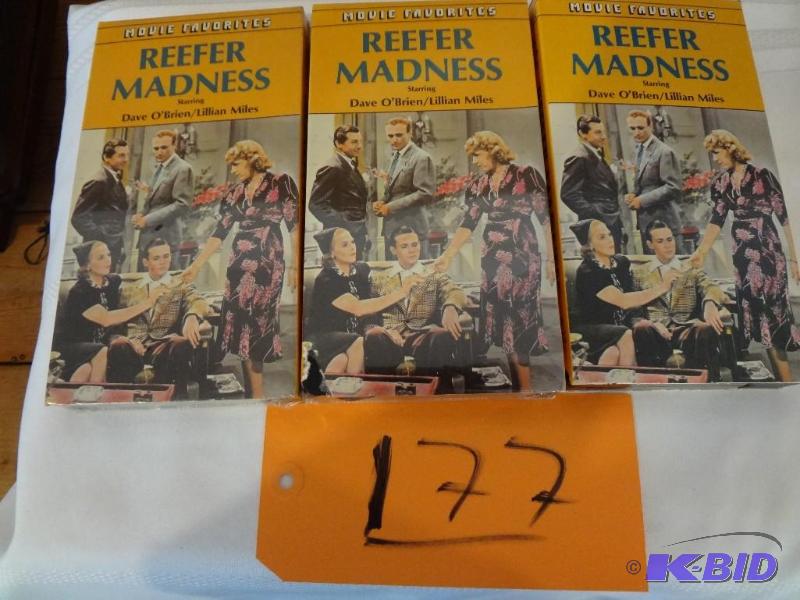 MOVIE FAVORITES
REEFER
MADNESS
Starring
Dave O'Brien/Lillian Miles
MOVIE FAVORITES
REEFER
MADNESS
Starring
Dave O'Brien/Lillian Miles
MOVIE FAVORITES
REEFER
MADNESS
Starring
Dave O'Brien/Lillian Miles
177
© K-BID